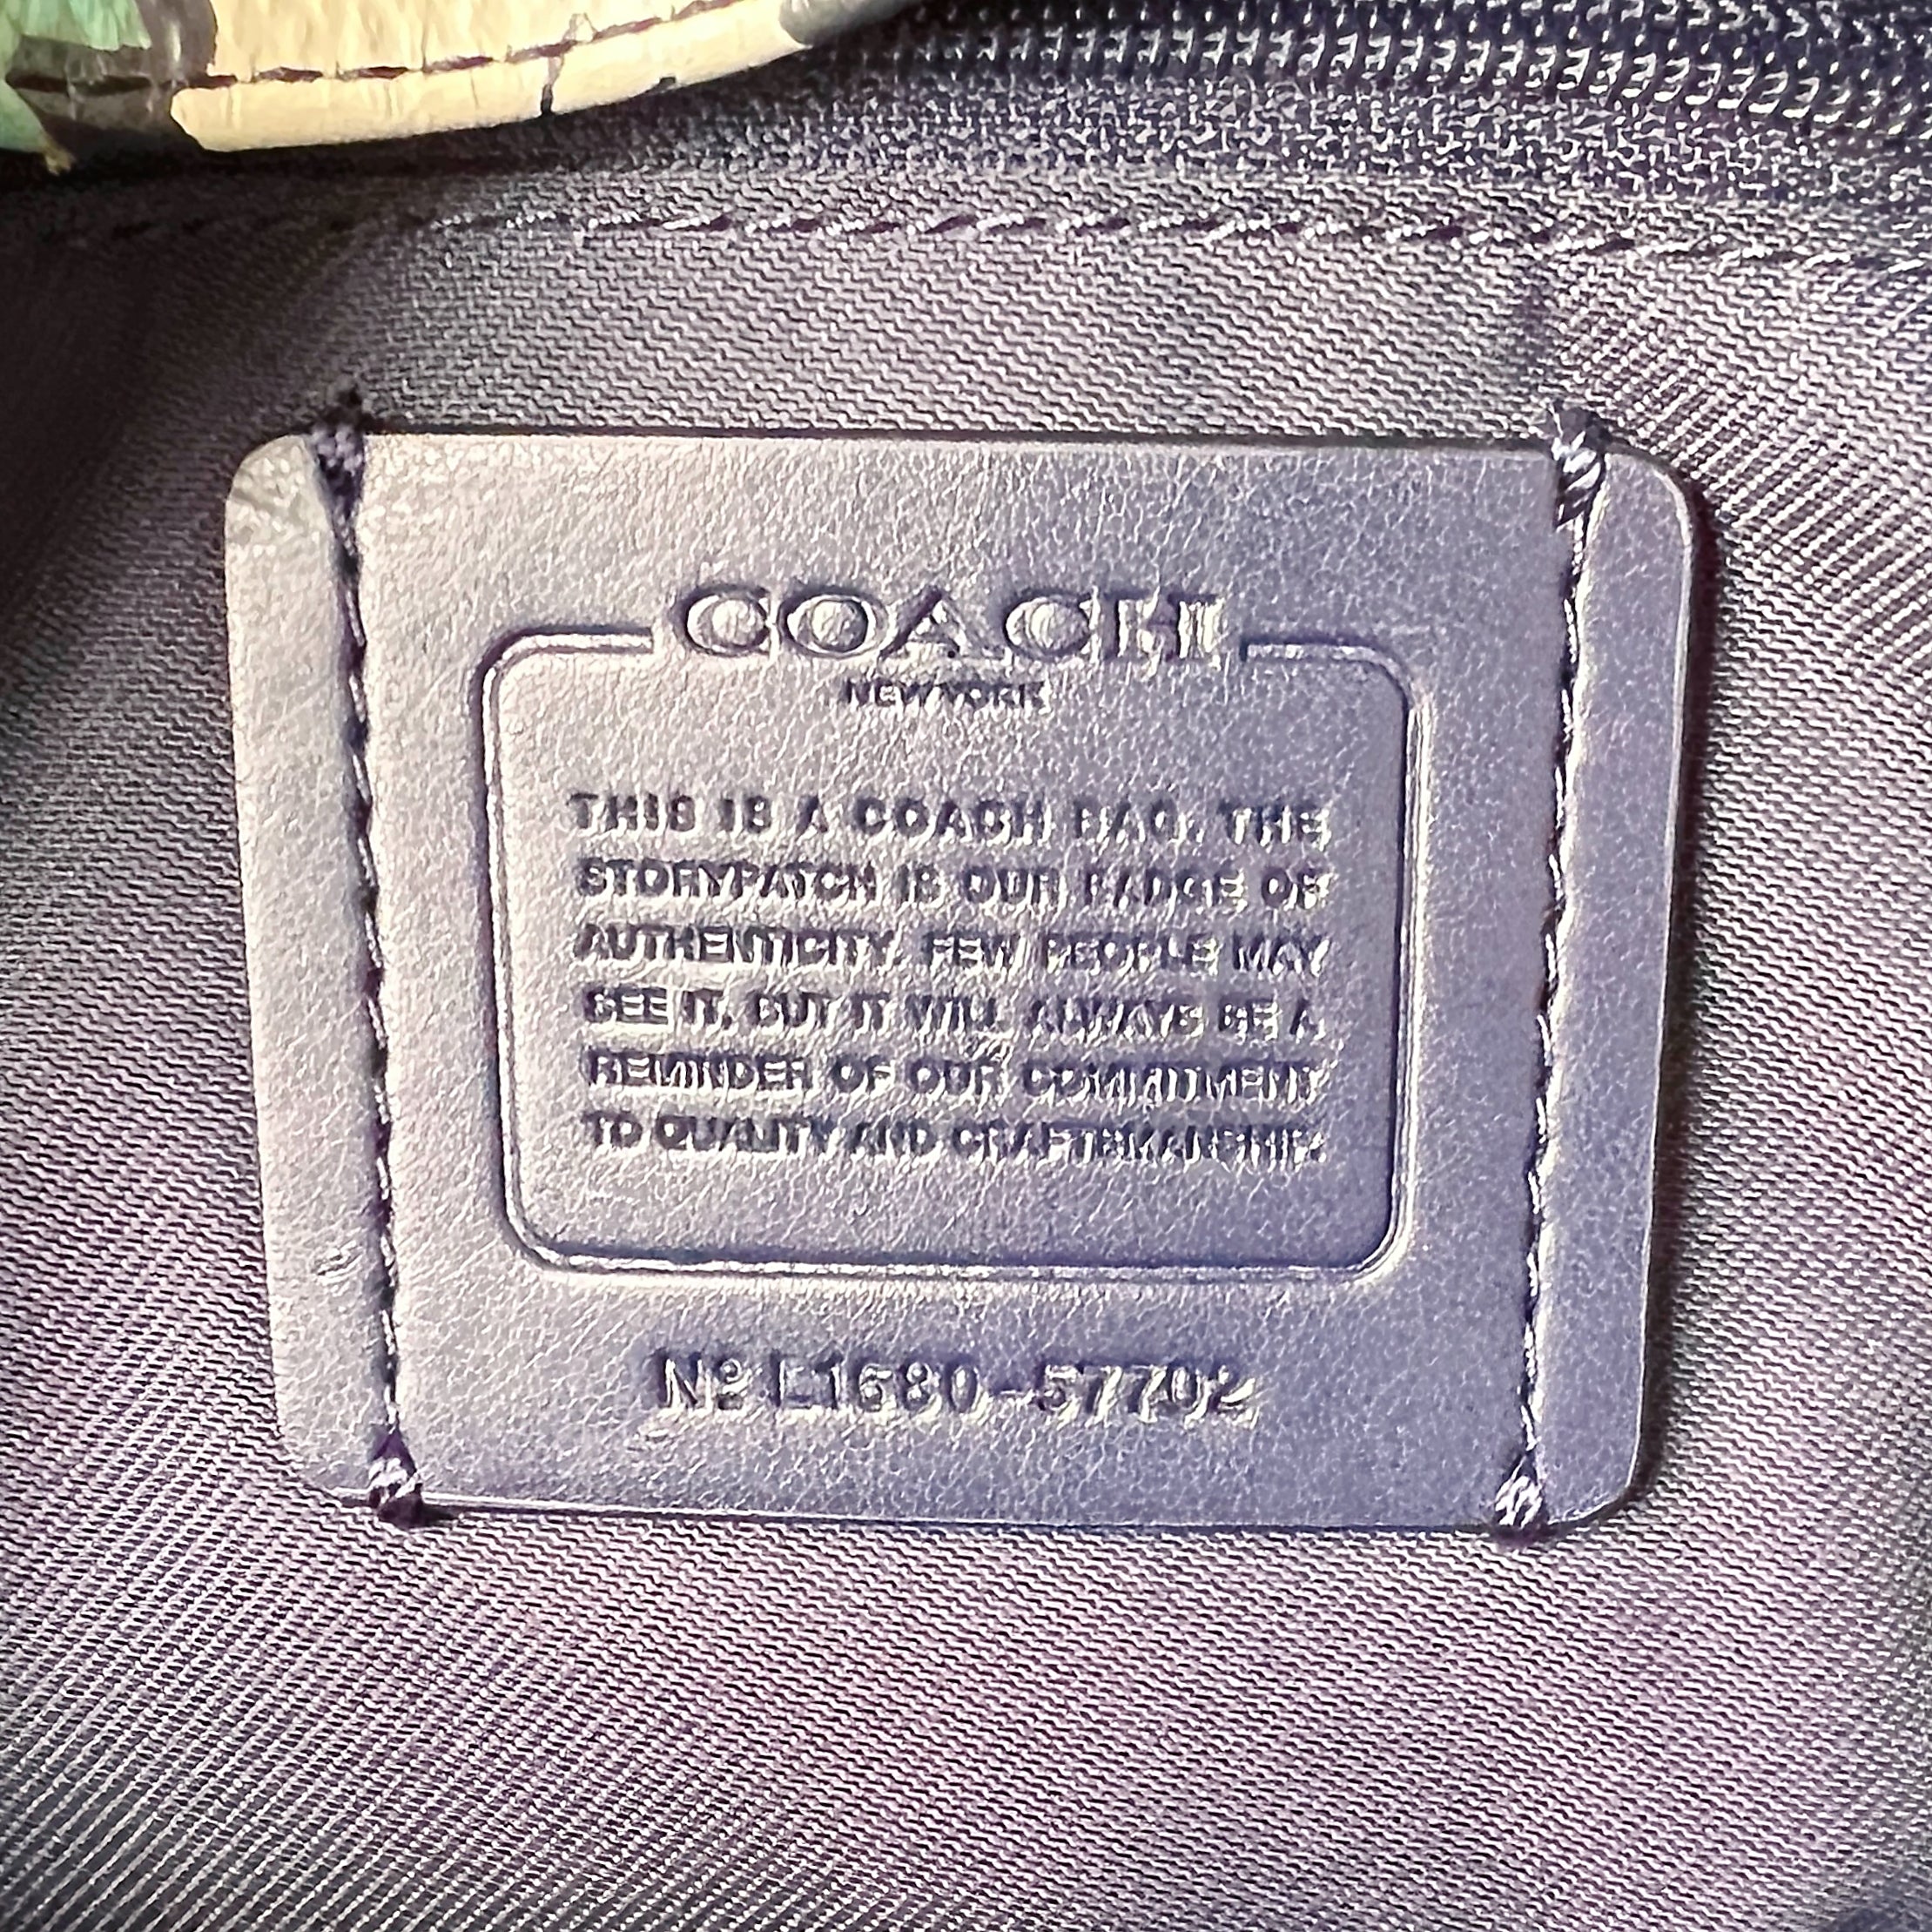 COACH
NEW YORK
THIS IS A COACH BAG. THE
STORYPATCH IS OUR BADGE OF
AUTHENTICITY. FEW PEOPLE MAY
SEE IT, BUT IT WILL ALWAYS BE A
REMINDER OF OUR COMMITMENT
TO QUALITY AND CRAFTSMANSHIP.
Nº L1680-57702